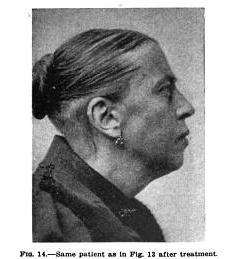 FIG. 14.—Same patient as in Fig. 13 after treatment.